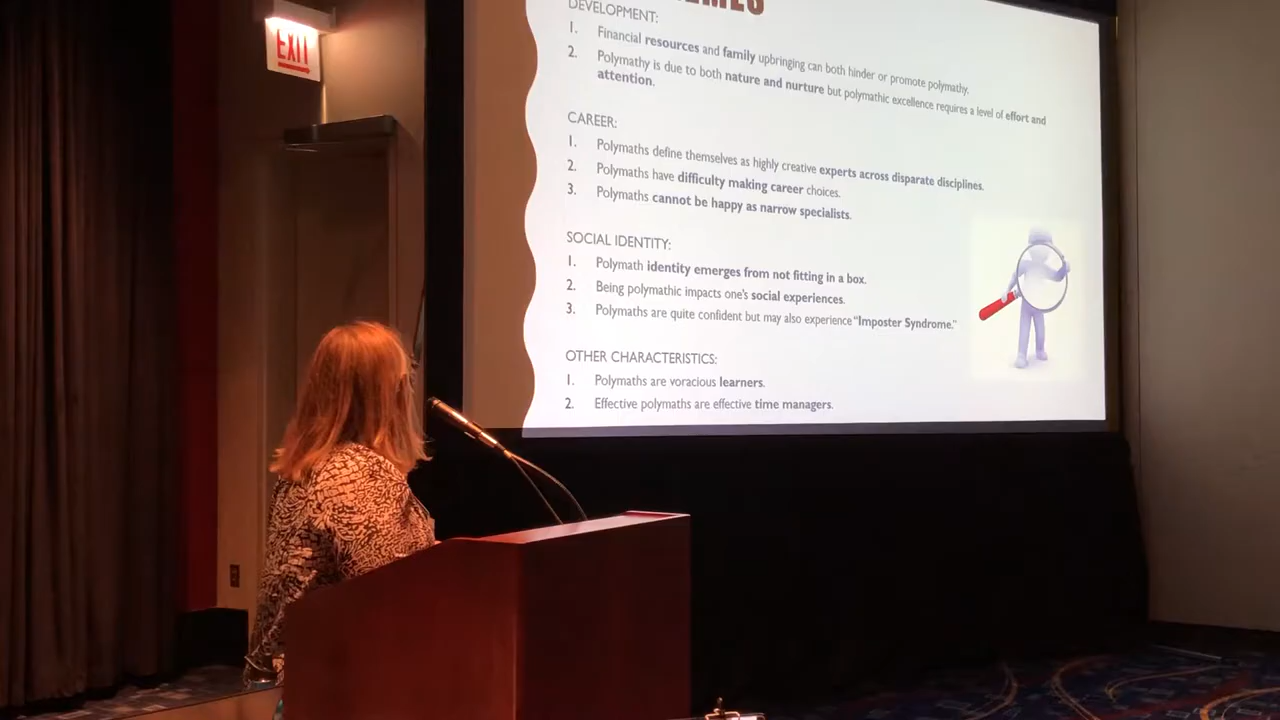 EXIT
DEVELOPMENT:
1. Financial resources and family upbringing can both hinder or promote polymathy.
2. Polymathy is due to both nature and nurture but polymathic excellence requires a level of effort and
attention.
CAREER:
1. Polymaths define themselves as highly creative experts across disparate disciplines.
2. Polymaths have difficulty making career choices.
3. Polymaths cannot be happy as narrow specialists.
SOCIAL IDENTITY:
1. Polymath identity emerges from not fitting in a box.
2. Being polymathic impacts one's social experiences.
3. Polymaths are quite confident but may also experience "Imposter Syndrome."
OTHER CHARACTERISTICS:
1. Polymaths are voracious learners.
2. Effective polymaths are effective time managers.